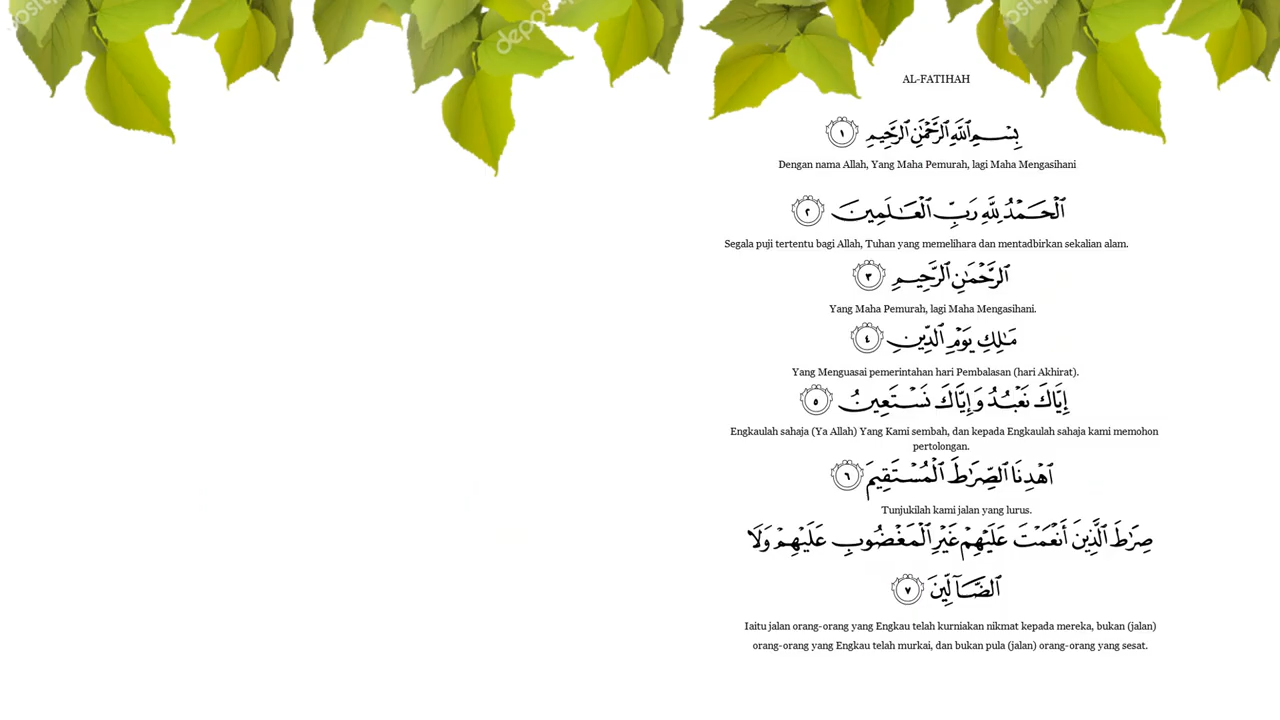 AL-FATIHAH
بِسْمِ ٱللَّهِ ٱلرَّحْمَٰنِ ٱلرَّحِيمِ ١
Dengan nama Allah, Yang Maha Pemurah, lagi Maha Mengasihani
ٱلْحَمْدُ لِلَّهِ رَبِّ ٱلْعَٰلَمِينَ ٢
Segala puji tertentu bagi Allah, Tuhan yang memelihara dan mentadbirkan sekalian alam.
ٱلرَّحْمَٰنِ ٱلرَّحِيمِ ٣
Yang Maha Pemurah, lagi Maha Mengasihani.
مَٰلِكِ يَوْمِ ٱلدِّينِ ٤
Yang Menguasai pemerintahan hari Pembalasan (hari Akhirat).
إِيَّاكَ نَعْبُدُ وَإِيَّاكَ نَسْتَعِينُ ٥
Engkaulah sahaja (Ya Allah) Yang Kami sembah, dan kepada Engkaulah sahaja kami memohon
pertolongan.
ٱهْدِنَا ٱلصِّرَٰطَ ٱلْمُسْتَقِيمَ ٦
Tunjukilah kami jalan yang lurus.
صِرَٰطَ ٱلَّذِينَ أَنْعَمْتَ عَلَيْهِمْ غَيْرِ ٱلْمَغْضُوبِ عَلَيْهِمْ وَلَا
ٱلضَّآلِّينَ ٧
Iaitu jalan orang-orang yang Engkau telah kurniakan nikmat kepada mereka, bukan (jalan)
orang-orang yang Engkau telah murkai, dan bukan pula (jalan) orang-orang yang sesat.